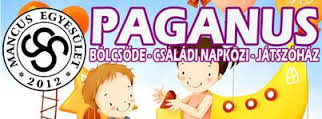 MANCUS EGYESÜLET
2012
PAGANUS
BÖLCSŐDE - CSALÁDI NAPKÖZI - JÁTSZÓHÁZ